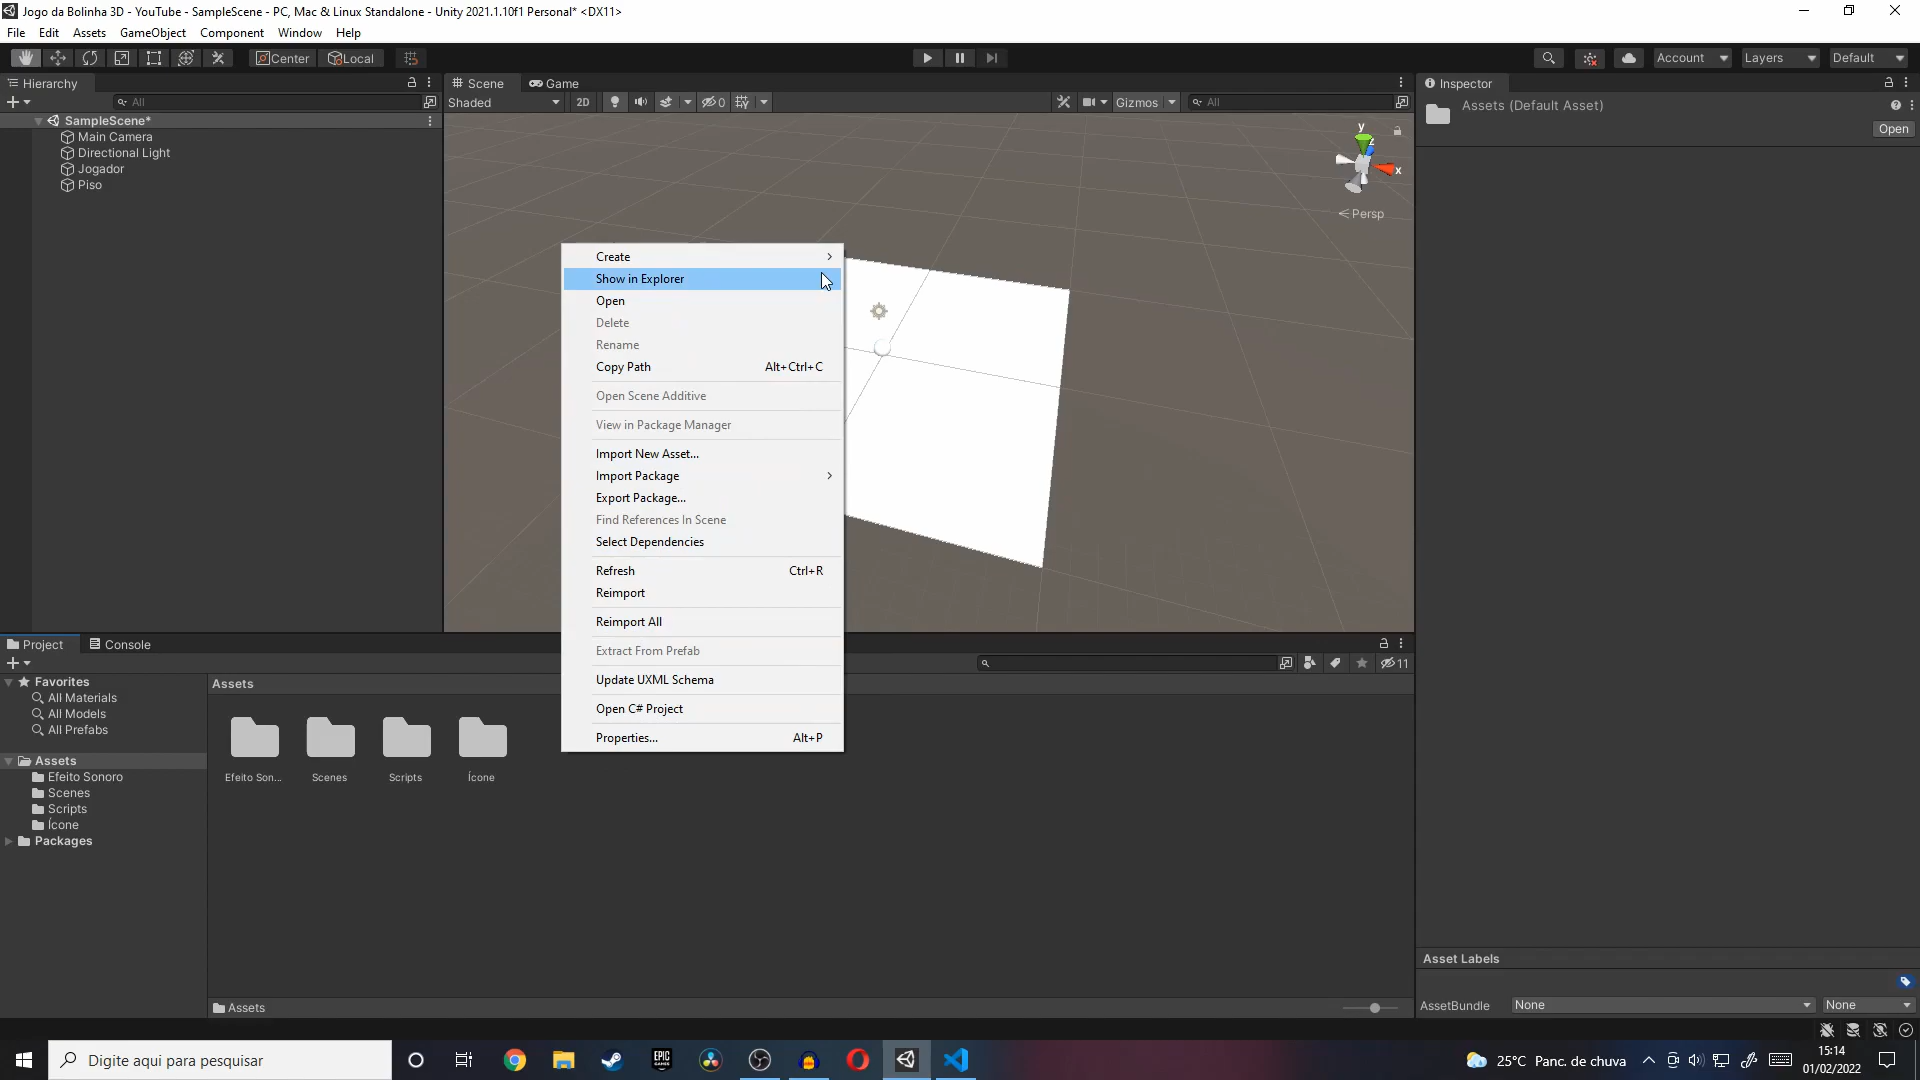 Jogo da Bolinha 3D - YouTube - SampleScene - PC, Mac & Linux Standalone - Unity 2021.1.10f1 Personal* <DX11>
File Edit Assets GameObject Component Window Help
Center Local Account Layers Default
Hierarchy
All
SampleScene*
Main Camera
Directional Light
Jogador
Piso
Scene Game
Shaded 2D 0 Gizmos All
y
z
x
Persp
Inspector
Assets (Default Asset)
Open
Create
Show in Explorer
Open
Delete
Rename
Copy Path Alt+Ctrl+C
Open Scene Additive
View in Package Manager
Import New Asset...
Import Package
Export Package...
Find References In Scene
Select Dependencies
Refresh Ctrl+R
Reimport
Reimport All
Extract From Prefab
Update UXML Schema
Open C# Project
Properties... Alt+P
Project Console
11
Favorites
All Materials
All Models
All Prefabs
Assets
Efeito Sonoro
Scenes
Scripts
Ícone
Packages
Assets
Efeito Son...
Scenes
Scripts
Ícone
Assets
Asset Labels
AssetBundle None None
Digite aqui para pesquisar
EPIC GAMES
25°C Panc. de chuva
15:14
01/02/2022